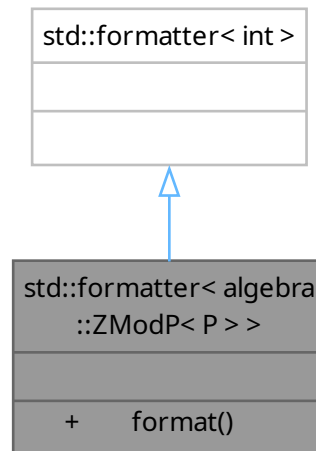 std::formatter< int >
std::formatter< algebra
::ZModP< P > >
+ format()